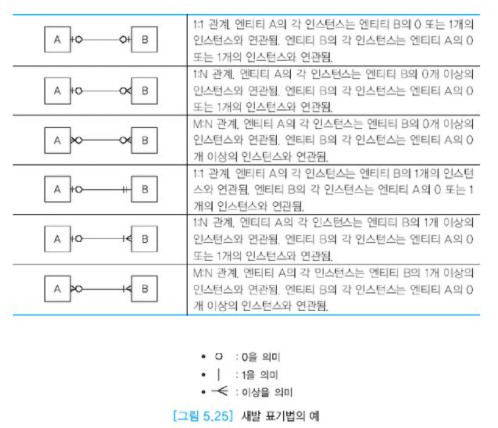 A B 1:1 관계, 엔티티 A의 각 인스턴스는 엔티티 B의 0 또는 1개의
인스턴스와 연관됨. 엔티티 B의 각 인스턴스는 엔티티 A의 0
또는 1개의 인스턴스와 연관됨.
A B 1:N 관계, 엔티티 A의 각 인스턴스는 엔티티 B의 0개 이상의
인스턴스와 연관됨. 엔티티 B의 각 인스턴스는 엔티티 A의 0
또는 1개의 인스턴스와 연관됨.
A B M:N 관계, 엔티티 A의 각 인스턴스는 엔티티 B의 0개 이상의
인스턴스와 연관됨. 엔티티 B의 각 인스턴스는 엔티티 A의 0
개 이상의 인스턴스와 연관됨.
A B 1:1 관계, 엔티티 A의 각 인스턴스는 엔티티 B의 1개의 인스턴
스와 연관됨. 엔티티 B의 각 인스턴스는 엔티티 A의 0 또는 1
개의 인스턴스와 연관됨.
A B 1:N 관계, 엔티티 A의 각 인스턴스는 엔티티 B의 1개 이상의
인스턴스와 연관됨. 엔티티 B의 각 인스턴스는 엔티티 A의 0
또는 1개의 인스턴스와 연관됨.
A B M:N 관계, 엔티티 A의 각 인스턴스는 엔티티 B의 1개 이상의
인스턴스와 연관됨. 엔티티 B의 각 인스턴스는 엔티티 A의 0
개 이상의 인스턴스와 연관됨.
• : 0을 의미
• : 1을 의미
• : 이상을 의미
[그림 5.25] 새발 표기법의 예